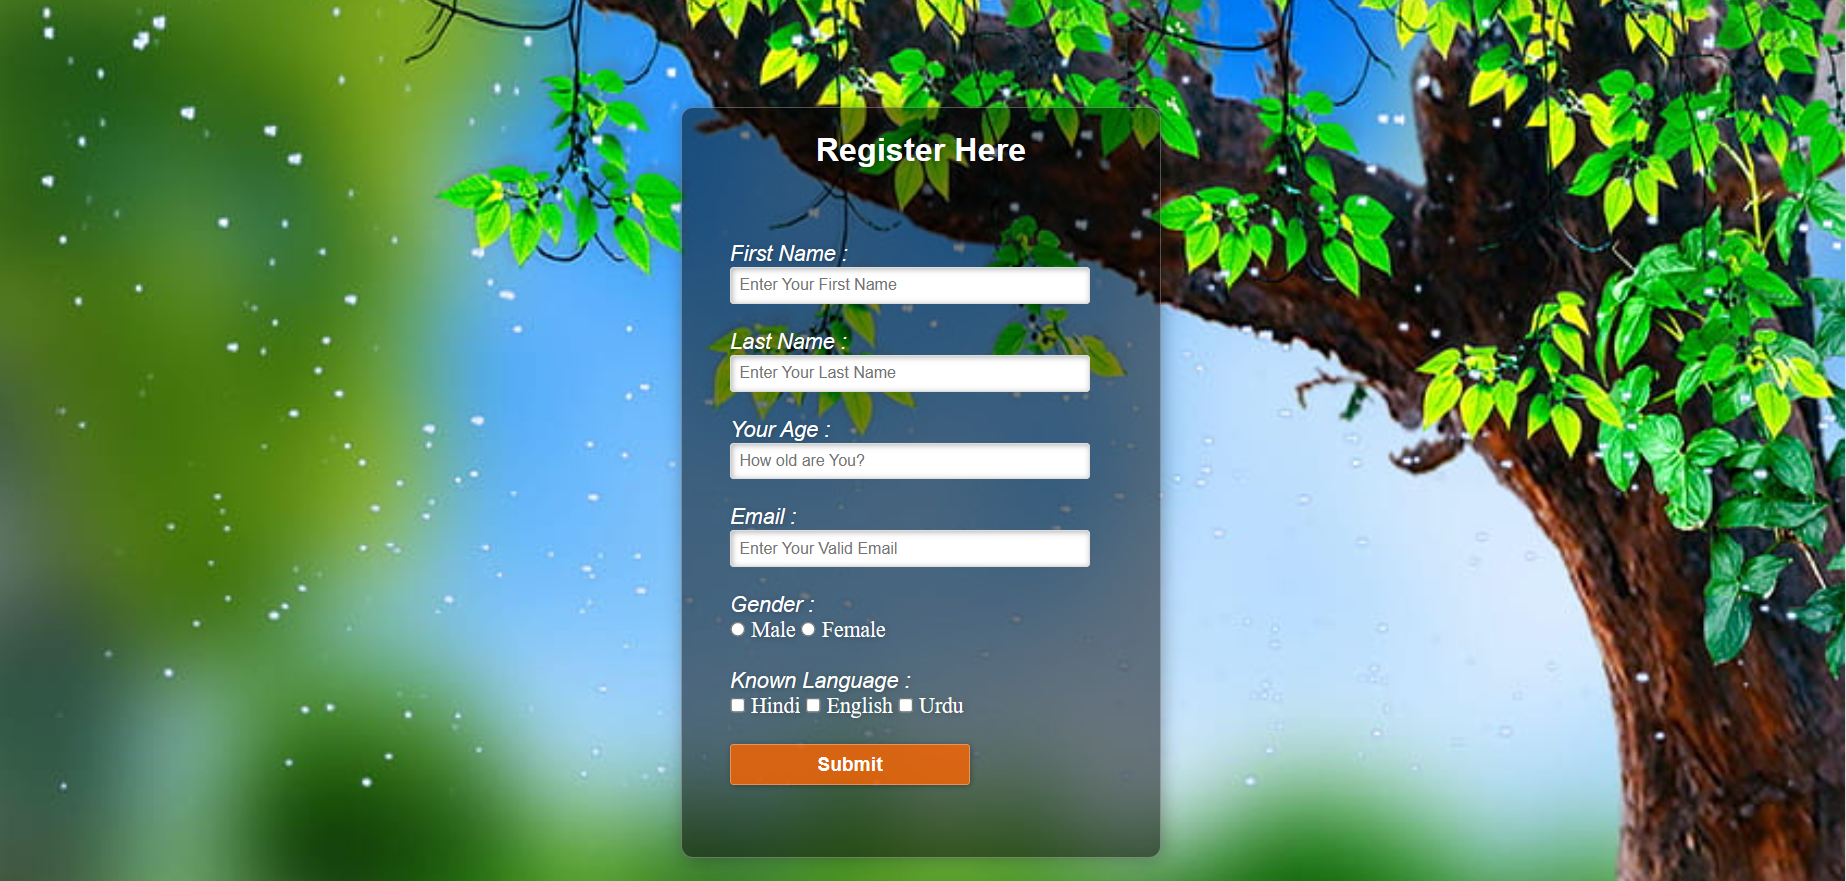 Register Here
First Name :
Enter Your First Name
Last Name :
Enter Your Last Name
Your Age :
How old are You?
Email :
Enter Your Valid Email
Gender :
Male Female
Known Language :
Hindi English Urdu
Submit